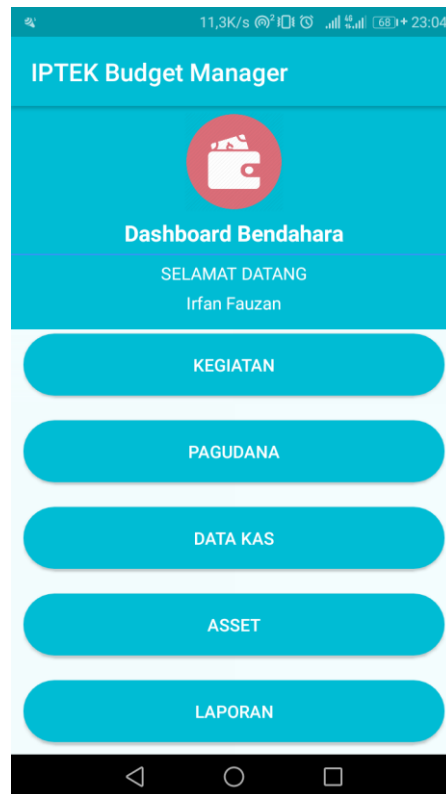 11,3K/s 68 + 23:04
IPTEK Budget Manager
Dashboard Bendahara
SELAMAT DATANG
Irfan Fauzan
KEGIATAN
PAGUDANA
DATA KAS
ASSET
LAPORAN